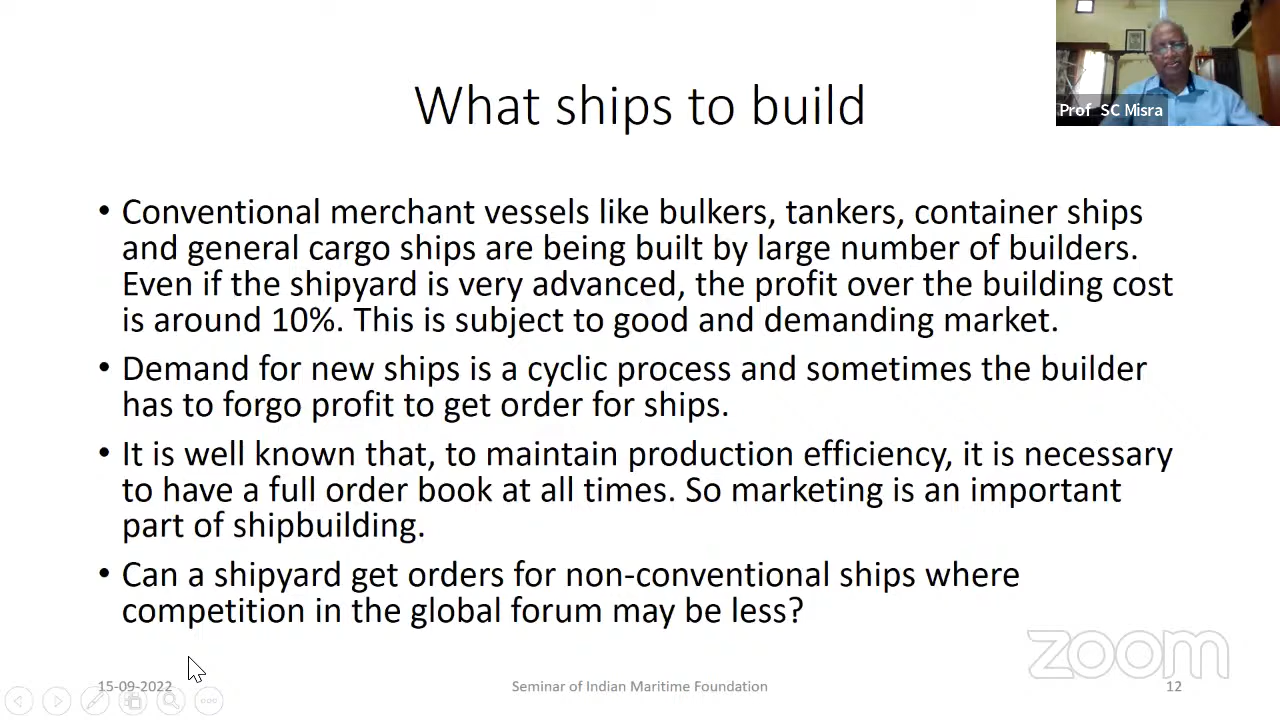 Prof SC Misra
What ships to build
• Conventional merchant vessels like bulkers, tankers, container ships
and general cargo ships are being built by large number of builders.
Even if the shipyard is very advanced, the profit over the building cost
is around 10%. This is subject to good and demanding market.
• Demand for new ships is a cyclic process and sometimes the builder
has to forgo profit to get order for ships.
• It is well known that, to maintain production efficiency, it is necessary
to have a full order book at all times. So marketing is an important
part of shipbuilding.
• Can a shipyard get orders for non-conventional ships where
competition in the global forum may be less?
zoom
15-09-2022
Seminar of Indian Maritime Foundation
12